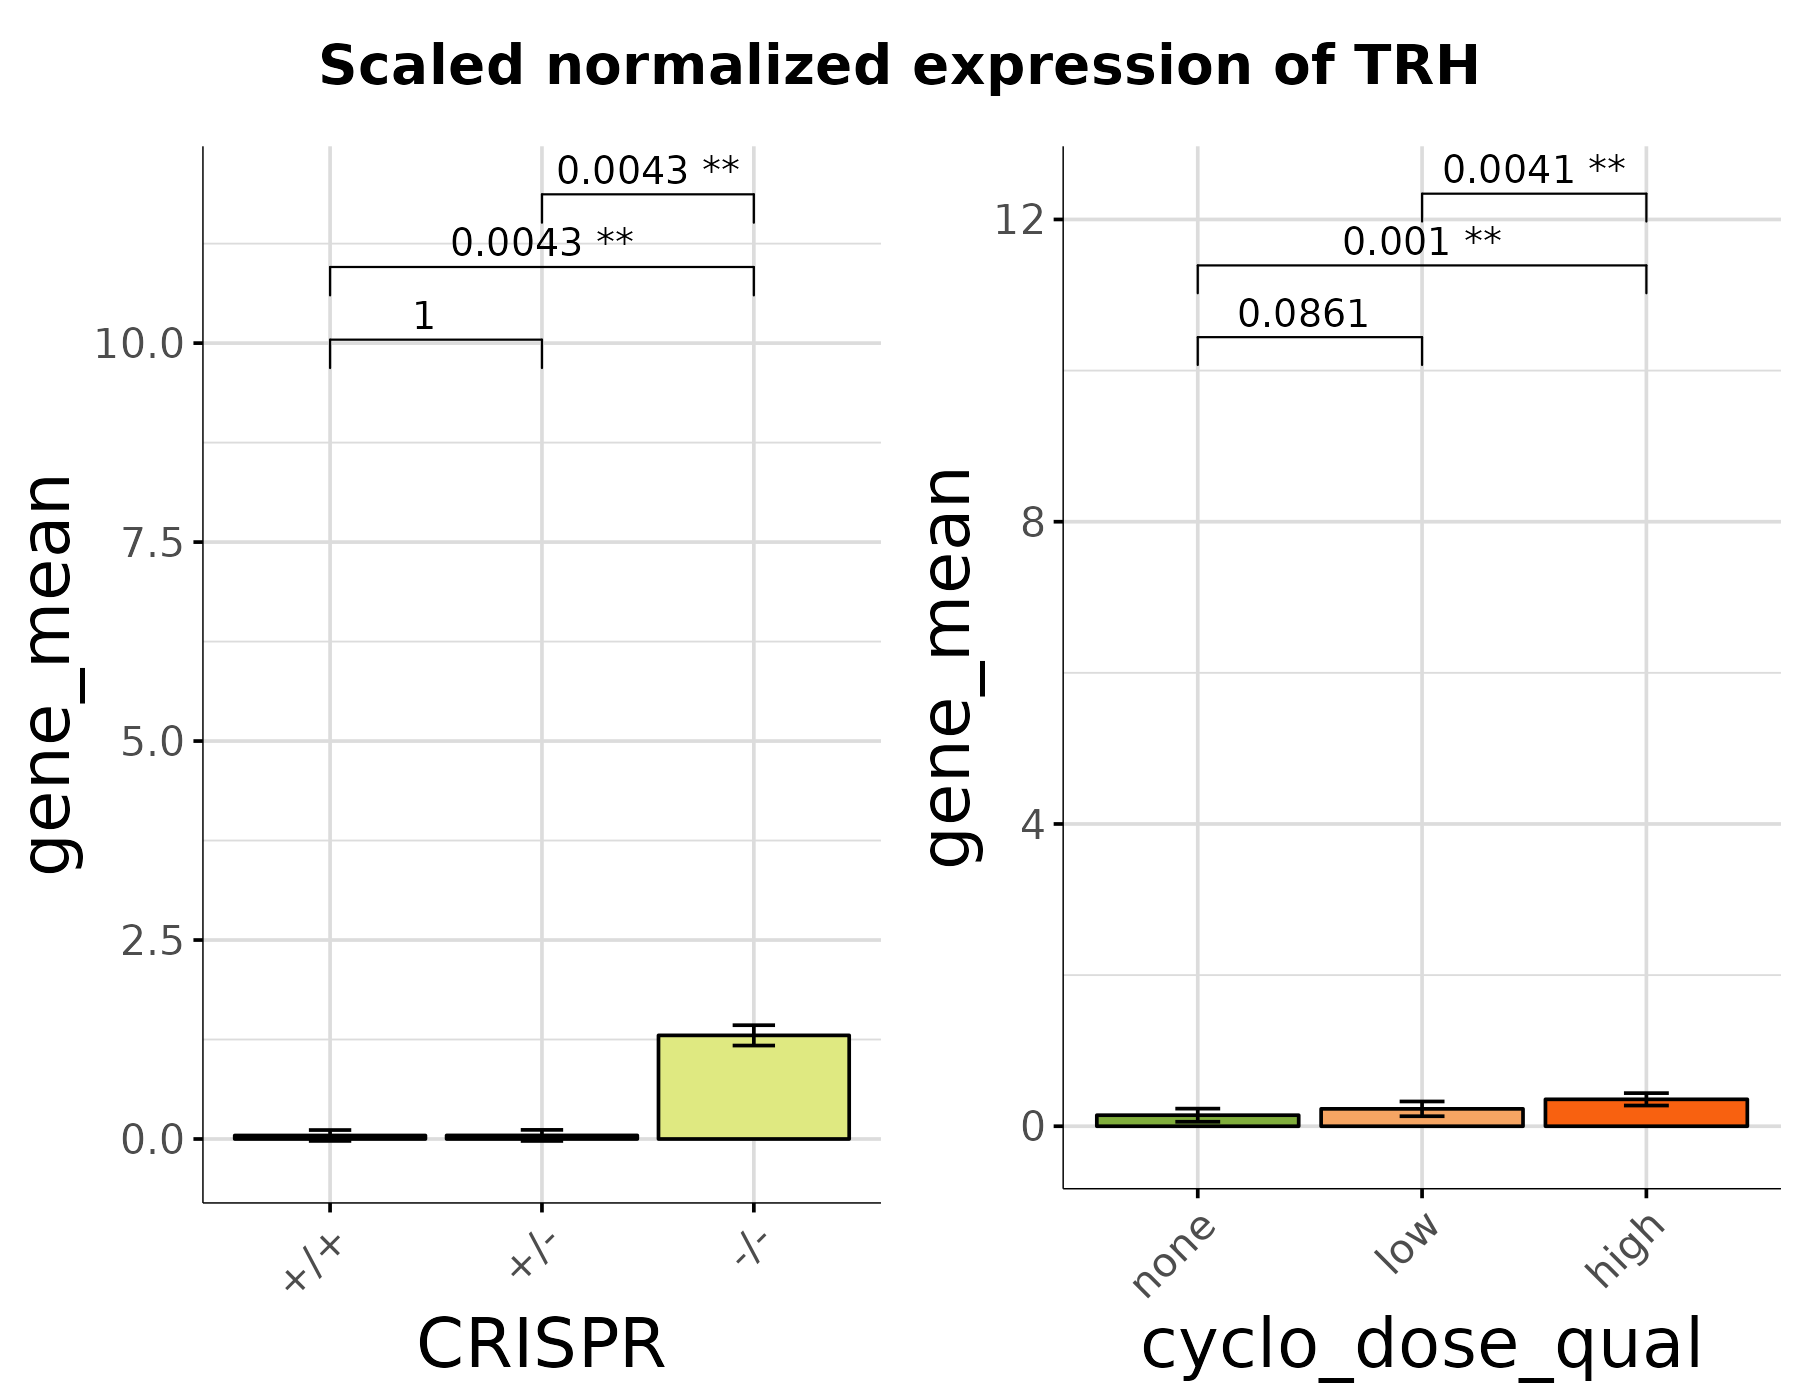 Scaled normalized expression of TRH
gene_mean
10.0
7.5
5.0
2.5
0.0
0.0043 **
0.0043 **
1
+/+
+/-
-/-
CRISPR
gene_mean
12
8
4
0
0.0041 **
0.001 **
0.0861
none
low
high
cyclo_dose_qual